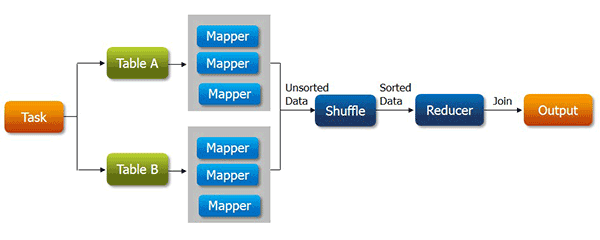 Task
Table A
Mapper
Mapper
Mapper
Table B
Mapper
Mapper
Mapper
Unsorted
Data
Shuffle
Sorted
Data
Reducer
Join
Output